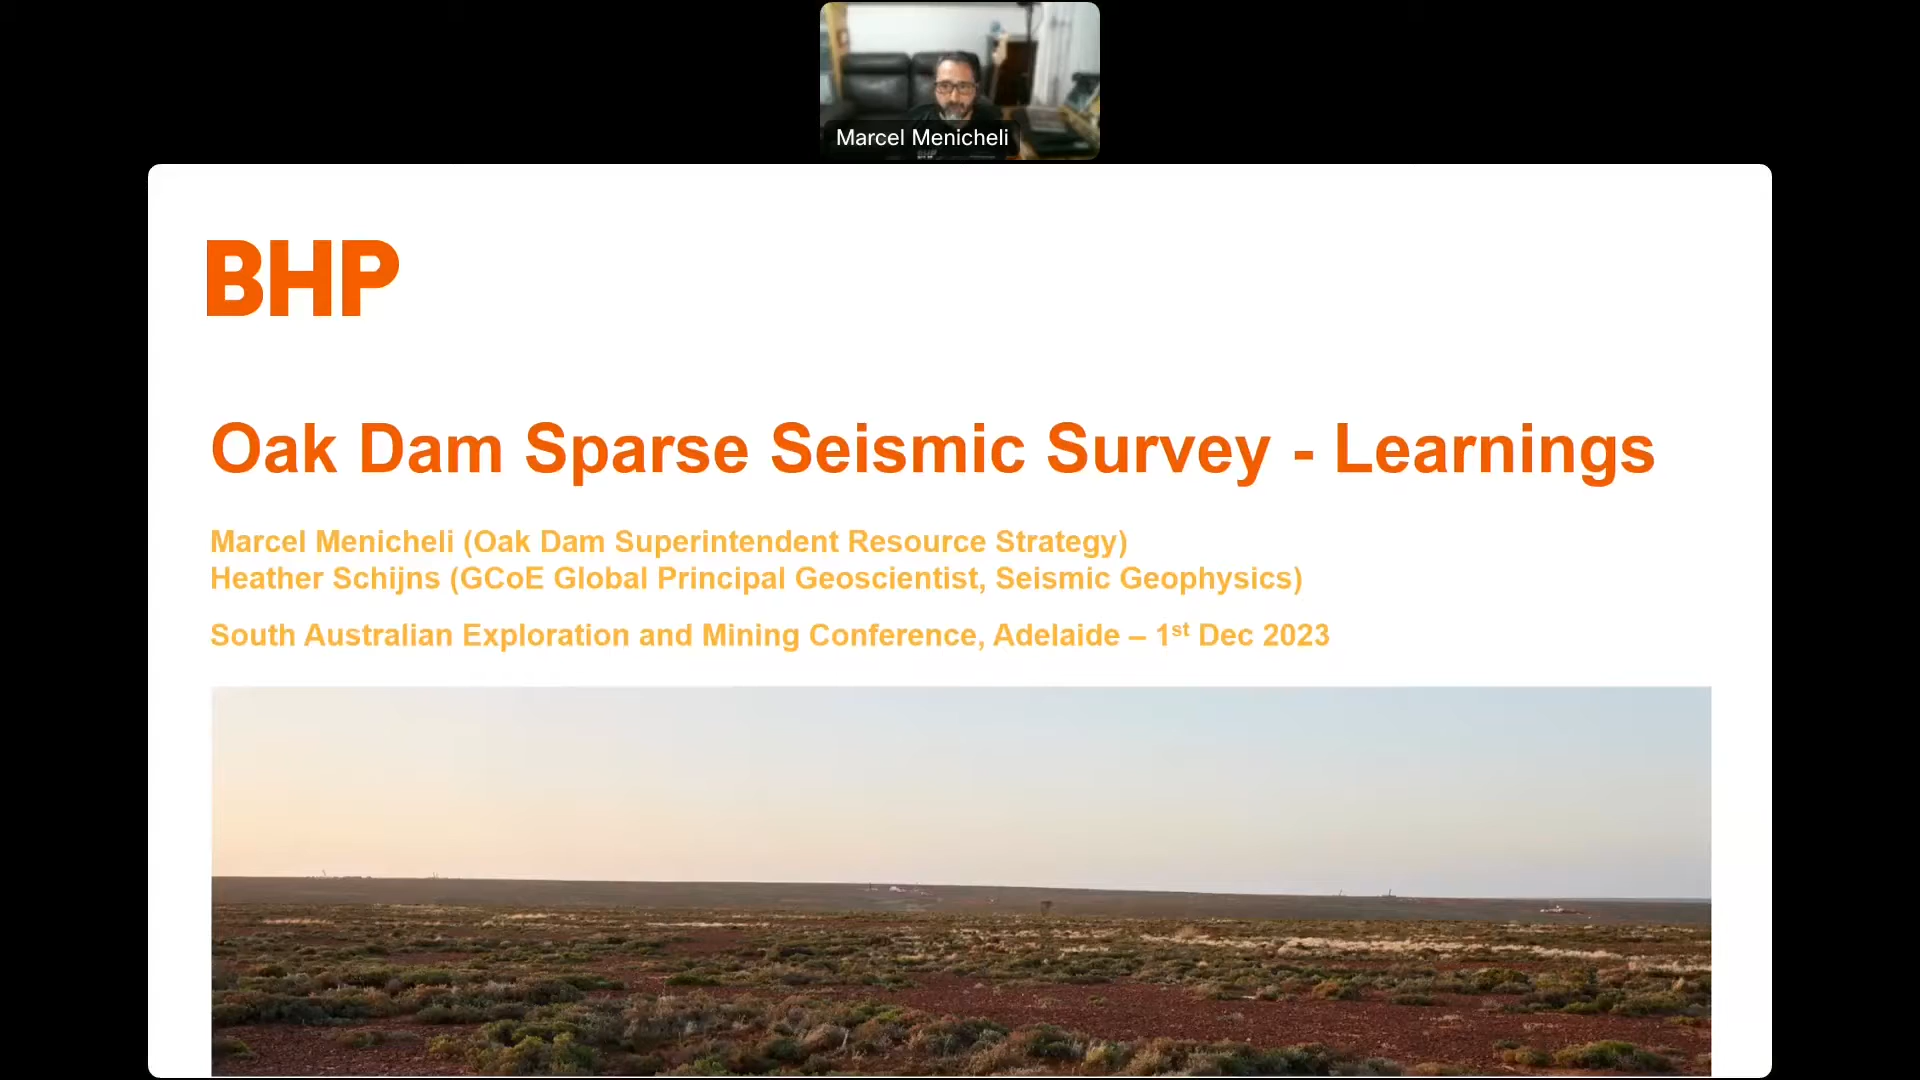 Marcel Menicheli
BHP
Oak Dam Sparse Seismic Survey - Learnings
Marcel Menicheli (Oak Dam Superintendent Resource Strategy)
Heather Schijns (GCoE Global Principal Geoscientist, Seismic Geophysics)
South Australian Exploration and Mining Conference, Adelaide – 1st Dec 2023